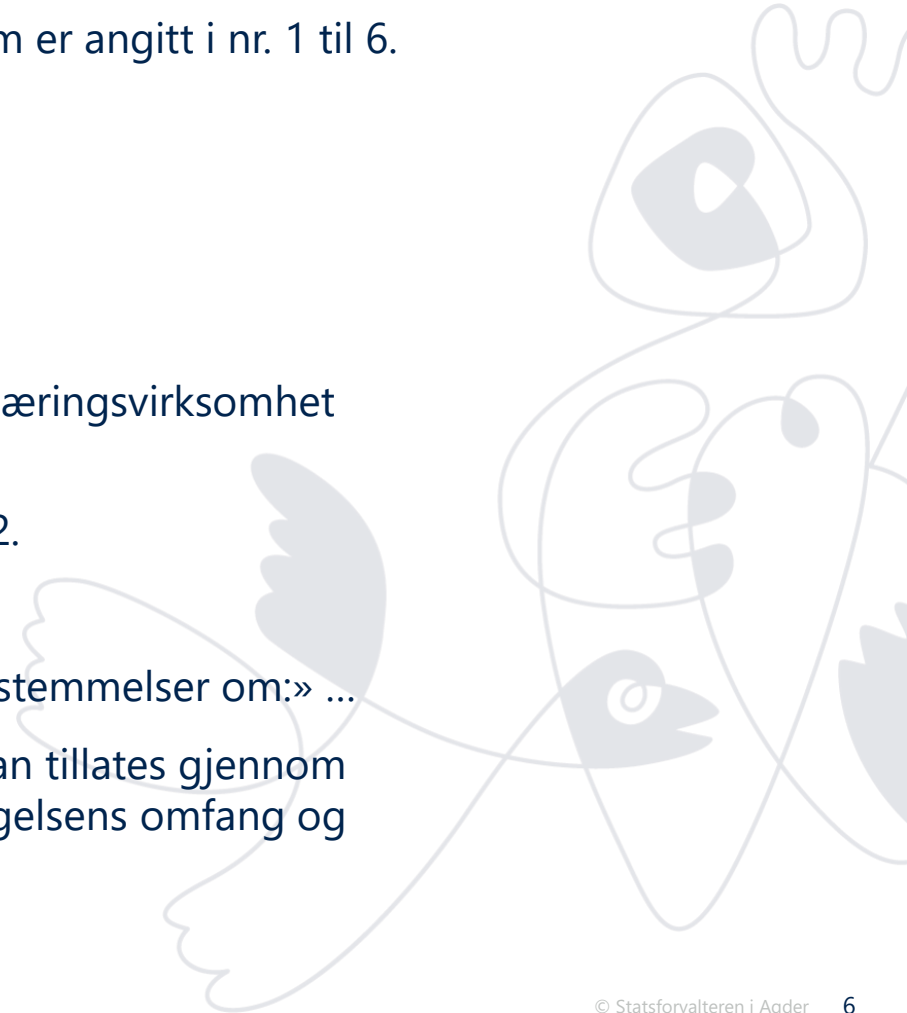 m er angitt i nr. 1 til 6.
æringsvirksomhet
2.
stemmelser om:» …
an tillates gjennom
gelsens omfang og
© Statsforvalteren i Agder 6